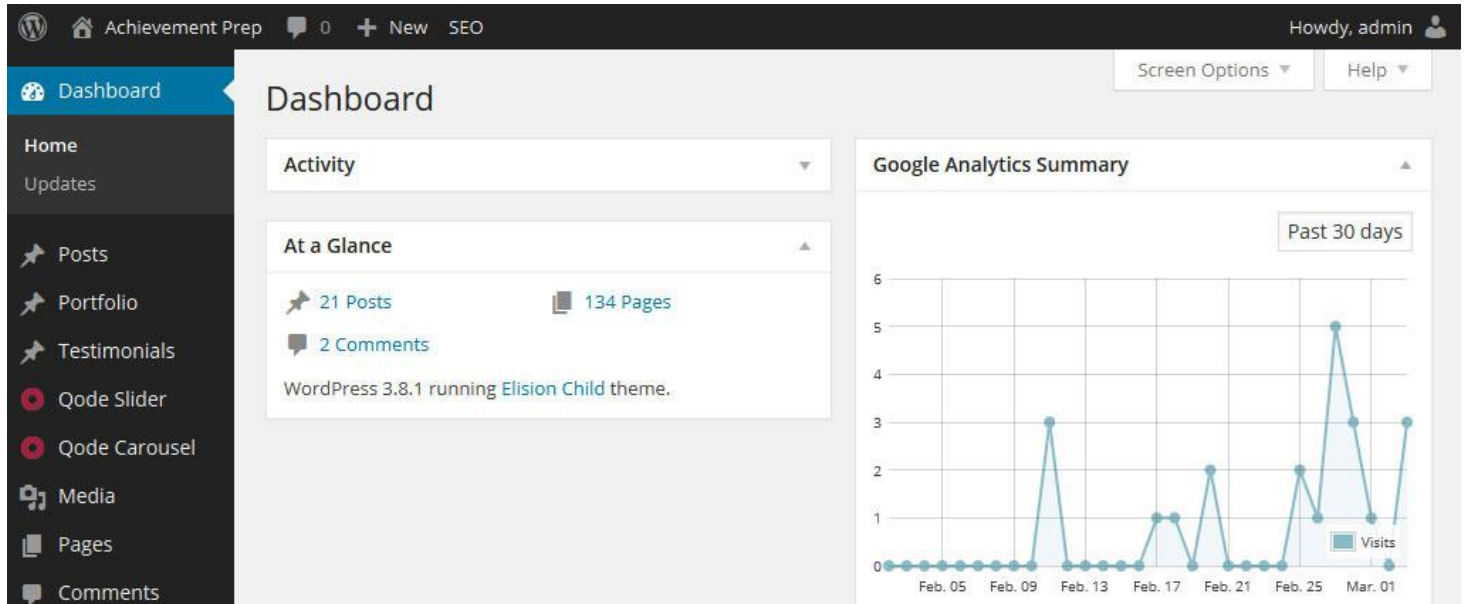 Achievement Prep 0 + New SEO Howdy, admin
Screen Options Help
Dashboard
Home
Updates
Posts
Portfolio
Testimonials
Qode Slider
Qode Carousel
Media
Pages
Comments
Dashboard
Activity
At a Glance
21 Posts 134 Pages
2 Comments
WordPress 3.8.1 running Elision Child theme.
Google Analytics Summary
Past 30 days
6
5
4
3
2
1
0
Visits
Feb. 05 Feb. 09 Feb. 13 Feb. 17 Feb. 21 Feb. 25 Mar. 01